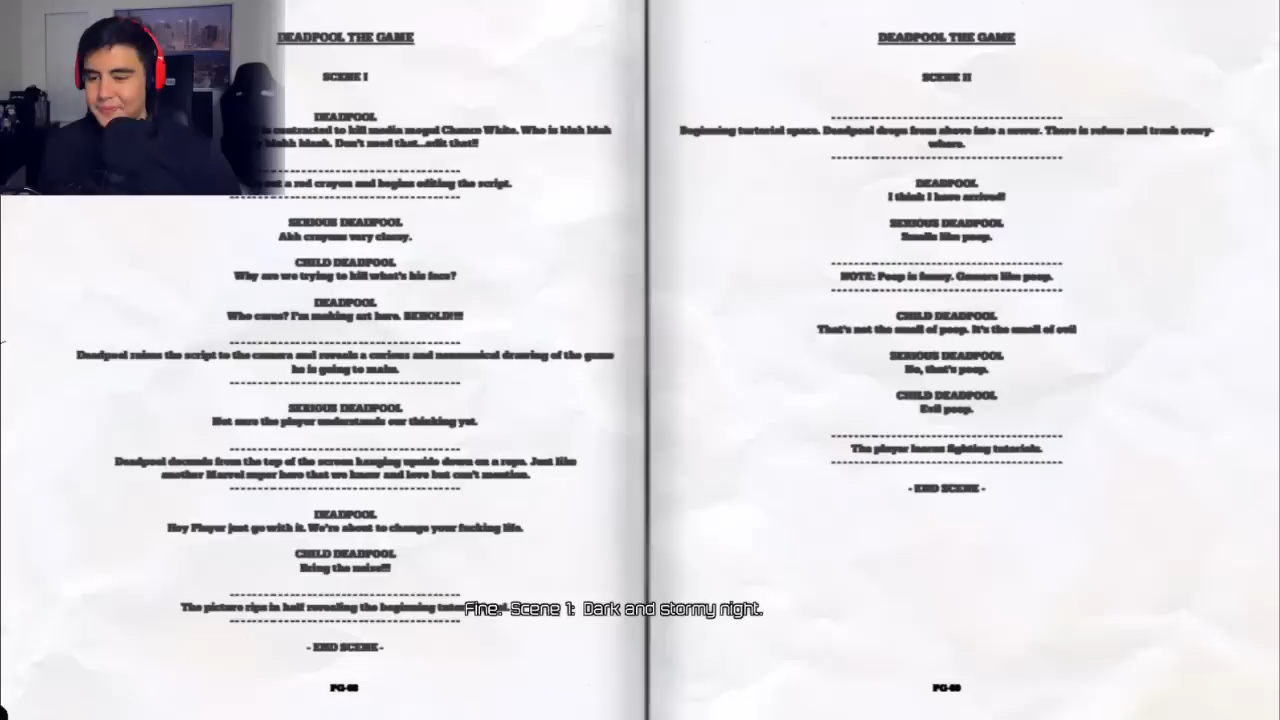 DEADPOOL THE GAME
SCENE I
DEADPOOL
is contracted to kill media mogul Chance White. Who is blah blah
blahh blaah. Don't need that...edit that!!
out a red crayon and begins editing the script.
SERIOUS DEADPOOL
Ahh crayons very classy.
CHILD DEADPOOL
Why are we trying to kill what's his face?
DEADPOOL
Who cares? I'm making art here. BEHOLD!!!!
Deadpool raises the script to the camera and reveals a curious and nonsensical drawing of the game
he is going to make.
SERIOUS DEADPOOL
Not sure the player understands our thinking yet.
Deadpool descends from the top of the screen hanging upside down on a rope. Just like
another Marvel super hero that we know and love but can't mention.
DEADPOOL
Hey Player just go with it. We're about to change your fucking life.
CHILD DEADPOOL
Bring the noise!!!
The picture rips in half revealing the beginning
- END SCENE -
DEADPOOL THE GAME
SCENE II
Beginning turtorial space. Deadpool drops from above into a sewer. There is refuse and trash every-
where.
DEADPOOL
I think I have arrived!
SERIOUS DEADPOOL
Smells like poop.
NOTE: Poop is funny. Gamers like poop.
CHILD DEADPOOL
That's not the smell of poop. It's the smell of evil
SERIOUS DEADPOOL
No, that's poop.
CHILD DEADPOOL
Evil poop.
The player learns fighting tutorials.
- END SCENE -
Fine. Scene 1: Dark and stormy night.